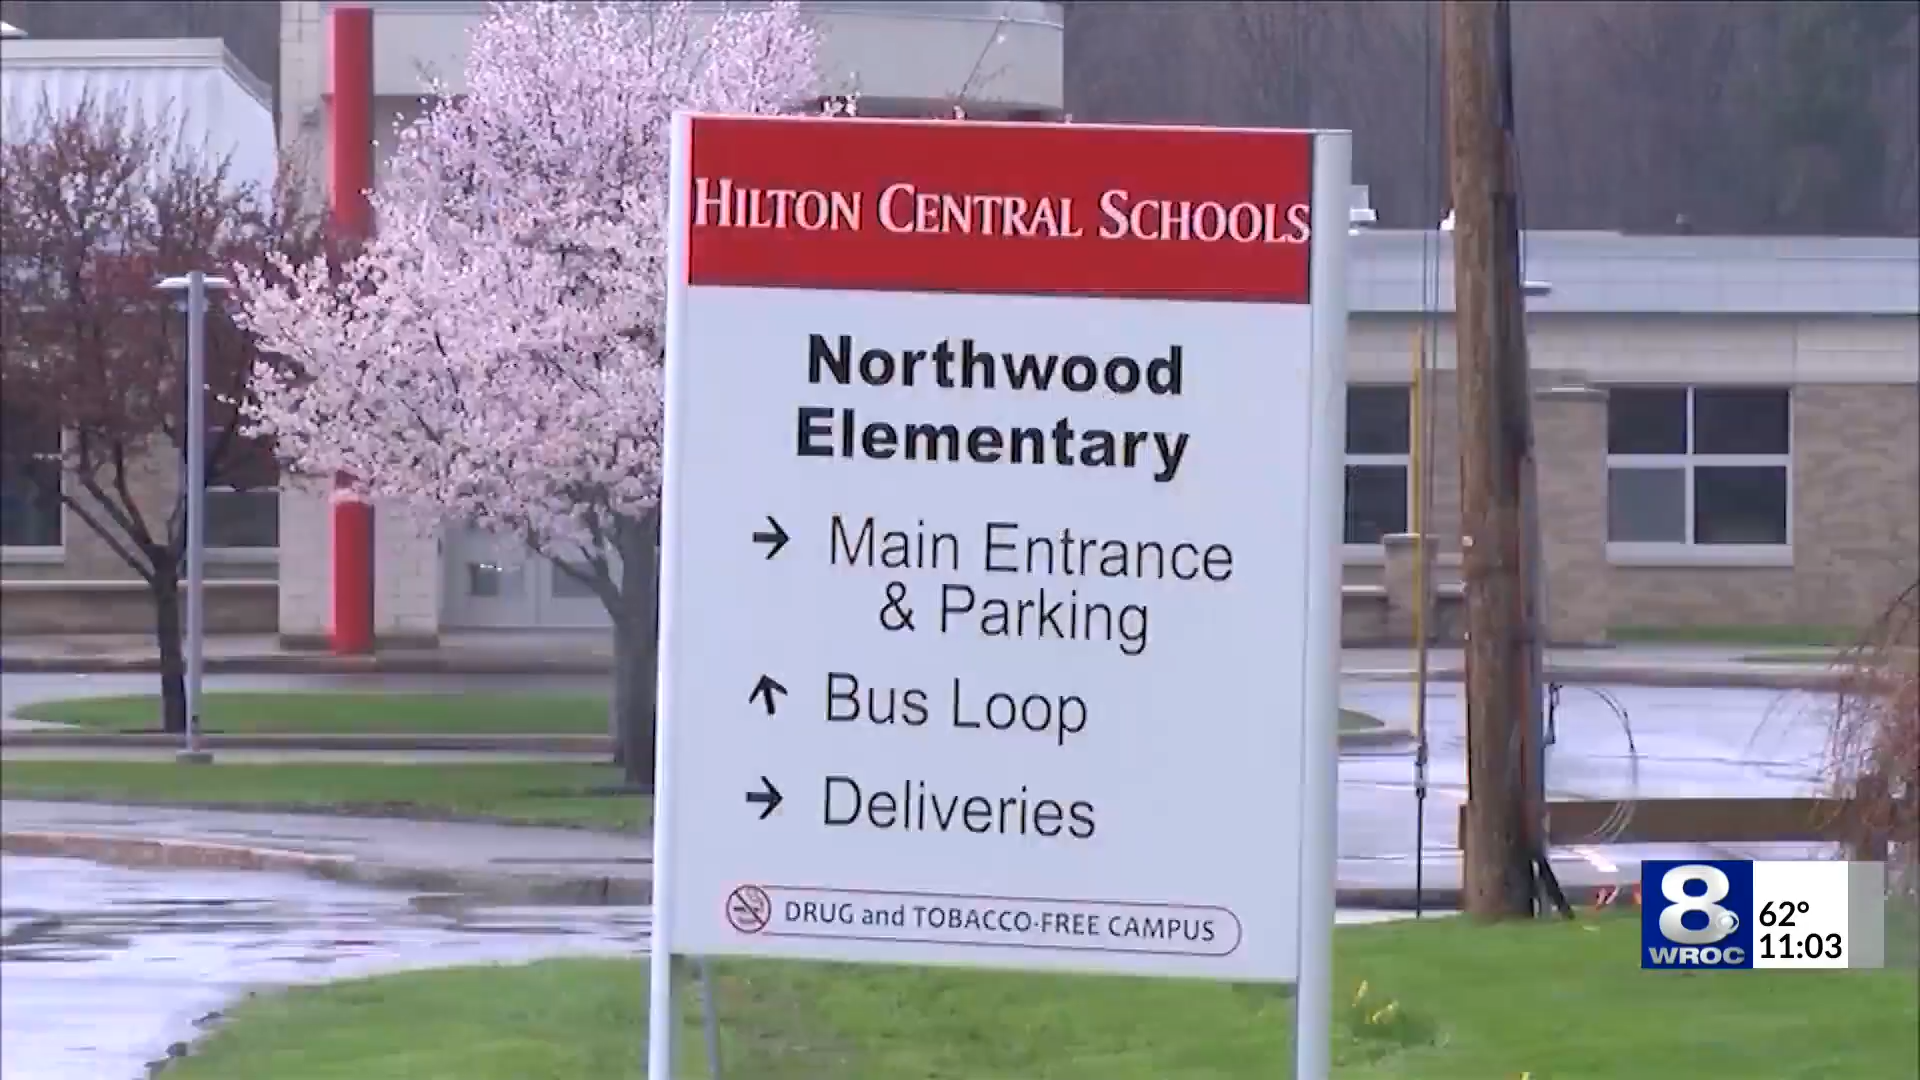 HILTON CENTRAL SCHOOLS
Northwood
Elementary
→ Main Entrance
& Parking
↑ Bus Loop
→ Deliveries
DRUG and TOBACCO-FREE CAMPUS
8
WROC
62°
11:03